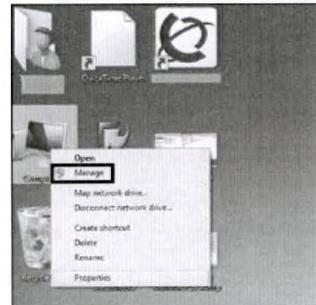 QuickTime Player
Open
Manage
Map network drive...
Disconnect network drive...
Create shortcut
Delete
Rename
Properties